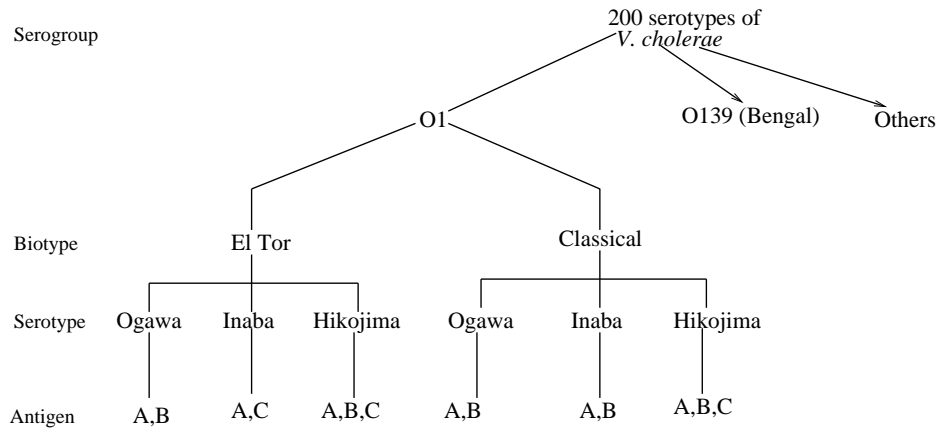 200 serotypes of
Serogroup V. cholerae
O1 O139 (Bengal) Others
Biotype El Tor Classical
Serotype Ogawa Inaba Hikojima Ogawa Inaba Hikojima
Antigen A,B A,C A,B,C A,B A,B A,B,C